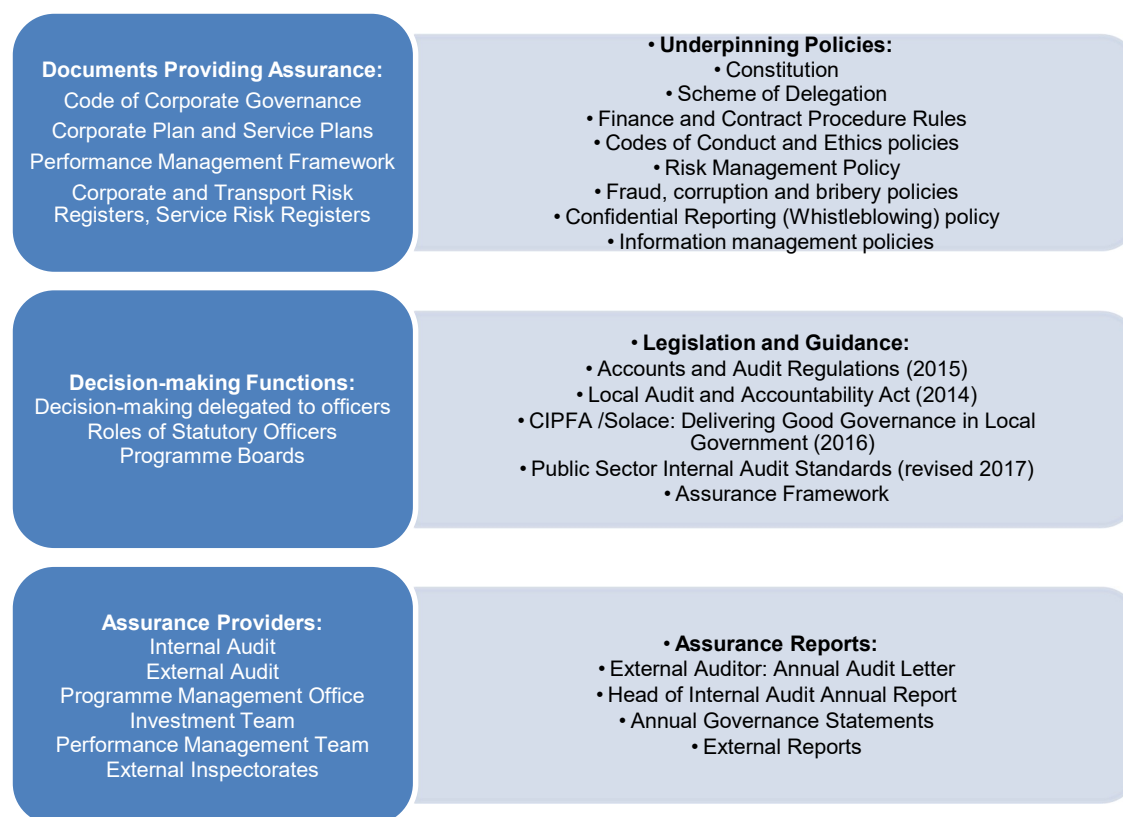 Documents Providing Assurance:
Code of Corporate Governance
Corporate Plan and Service Plans
Performance Management Framework
Corporate and Transport Risk
Registers, Service Risk Registers
• Underpinning Policies:
• Constitution
• Scheme of Delegation
• Finance and Contract Procedure Rules
• Codes of Conduct and Ethics policies
• Risk Management Policy
• Fraud, corruption and bribery policies
• Confidential Reporting (Whistleblowing) policy
• Information management policies
Decision-making Functions:
Decision-making delegated to officers
Roles of Statutory Officers
Programme Boards
• Legislation and Guidance:
• Accounts and Audit Regulations (2015)
• Local Audit and Accountability Act (2014)
• CIPFA /Solace: Delivering Good Governance in Local
Government (2016)
• Public Sector Internal Audit Standards (revised 2017)
• Assurance Framework
Assurance Providers:
Internal Audit
External Audit
Programme Management Office
Investment Team
Performance Management Team
External Inspectorates
• Assurance Reports:
• External Auditor: Annual Audit Letter
• Head of Internal Audit Annual Report
• Annual Governance Statements
• External Reports